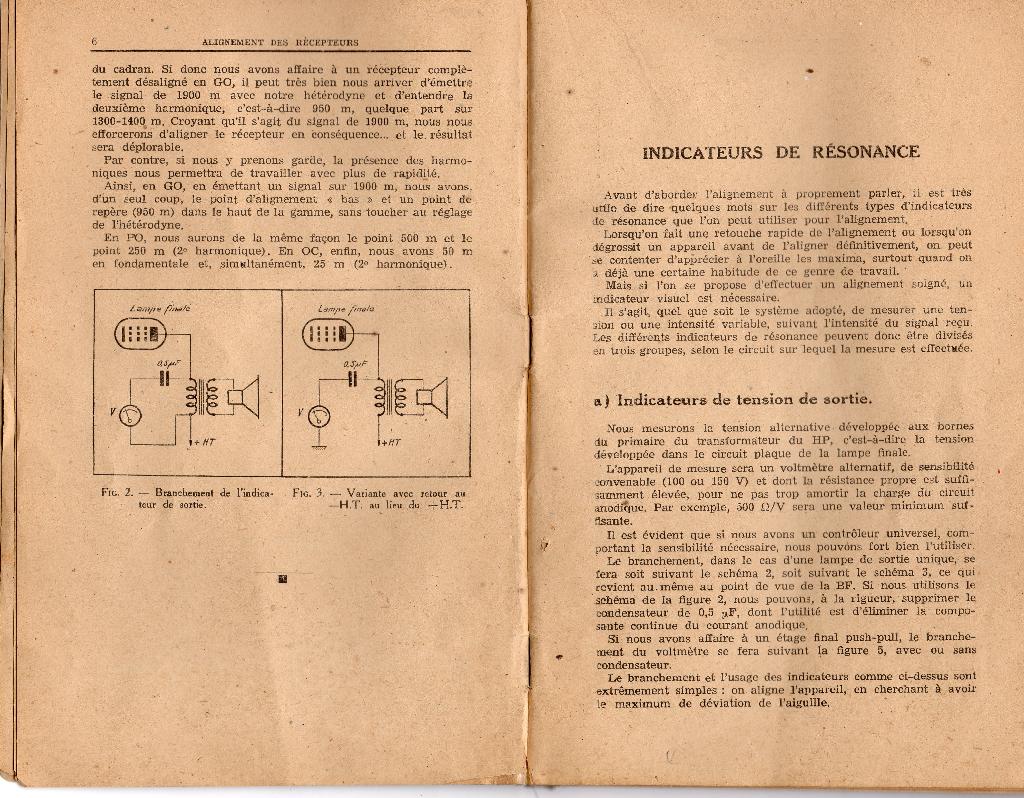 6
ALIGNEMENT DES RÉCEPTEURS
du cadran. Si donc nous avons affaire à un récepteur complè-
tement désaligné en GO, il peut très bien nous arriver d'émettre
le signal de 1900 m avec notre hétérodyne et d'entendre la
deuxième harmonique, c'est-à-dire 950 m, quelque part sur
1300-1400 m. Croyant qu'il s'agit du signal de 1900 m, nous nous
efforcerons d'aligner le récepteur en conséquence... et le résultat
sera déplorable.
Par contre, si nous y prenons garde, la présence des harmo-
niques nous permettra de travailler avec plus de rapidité.
Ainsi, en GO, en émettant un signal sur 1900 m, nous avons,
d'un seul coup, le point d'alignement « bas » et un point de
repère (950 m) dans le haut de la gamme, sans toucher au réglage
de l'hétérodyne.
En PO, nous aurons de la même façon le point 500 m et le
point 250 m (2e harmonique). En OC, enfin, nous avons 50 m
en fondamentale et, simultanément, 25 m (2e harmonique).
Lampe finale
0,5µF
V
+ HT
Lampe finale
0,5µF
V
+HT
FIG. 2. — Branchement de l'indica-
teur de sortie.
FIG. 3. — Variante avec retour au
—H.T. au lieu du +H.T.
INDICATEURS DE RÉSONANCE
Avant d'aborder l'alignement à proprement parler, il est très
utile de dire quelques mots sur les différents types d'indicateurs
de résonance que l'on peut utiliser pour l'alignement.
Lorsqu'on fait une retouche rapide de l'alignement ou lorsqu'on
dégrossit un appareil avant de l'aligner définitivement, on peut
se contenter d'apprécier à l'oreille les maxima, surtout quand on
a déjà une certaine habitude de ce genre de travail.
Mais si l'on se propose d'effectuer un alignement soigné, un
indicateur visuel est nécessaire.
Il s'agit, quel que soit le système adopté, de mesurer une ten-
sion ou une intensité variable, suivant l'intensité du signal reçu.
Les différents indicateurs de résonance peuvent donc être divisés
en trois groupes, selon le circuit sur lequel la mesure est effectuée.
a) Indicateurs de tension de sortie.
Nous mesurons la tension alternative développée aux bornes
du primaire du transformateur du HP, c'est-à-dire la tension
développée dans le circuit plaque de la lampe finale.
L'appareil de mesure sera un voltmètre alternatif, de sensibilité
convenable (100 ou 150 V) et dont la résistance propre est suffi-
samment élevée, pour ne pas trop amortir la charge du circuit
anodique. Par exemple, 500 Ω/V sera une valeur minimum suf-
fisante.
Il est évident que si nous avons un contrôleur universel, com-
portant la sensibilité nécessaire, nous pouvons fort bien l'utiliser.
Le branchement, dans le cas d'une lampe de sortie unique, se
fera soit suivant le schéma 2, soit suivant le schéma 3, ce qui
revient au même au point de vue de la BF. Si nous utilisons le
schéma de la figure 2, nous pouvons, à la rigueur, supprimer le
condensateur de 0,5 µF, dont l'utilité est d'éliminer la compo-
sante continue du courant anodique.
Si nous avons affaire à un étage final push-pull, le branche-
ment du voltmètre se fera suivant la figure 5, avec ou sans
condensateur.
Le branchement et l'usage des indicateurs comme ci-dessus sont
extrêmement simples : on aligne l'appareil, en cherchant à avoir
le maximum de déviation de l'aiguille.